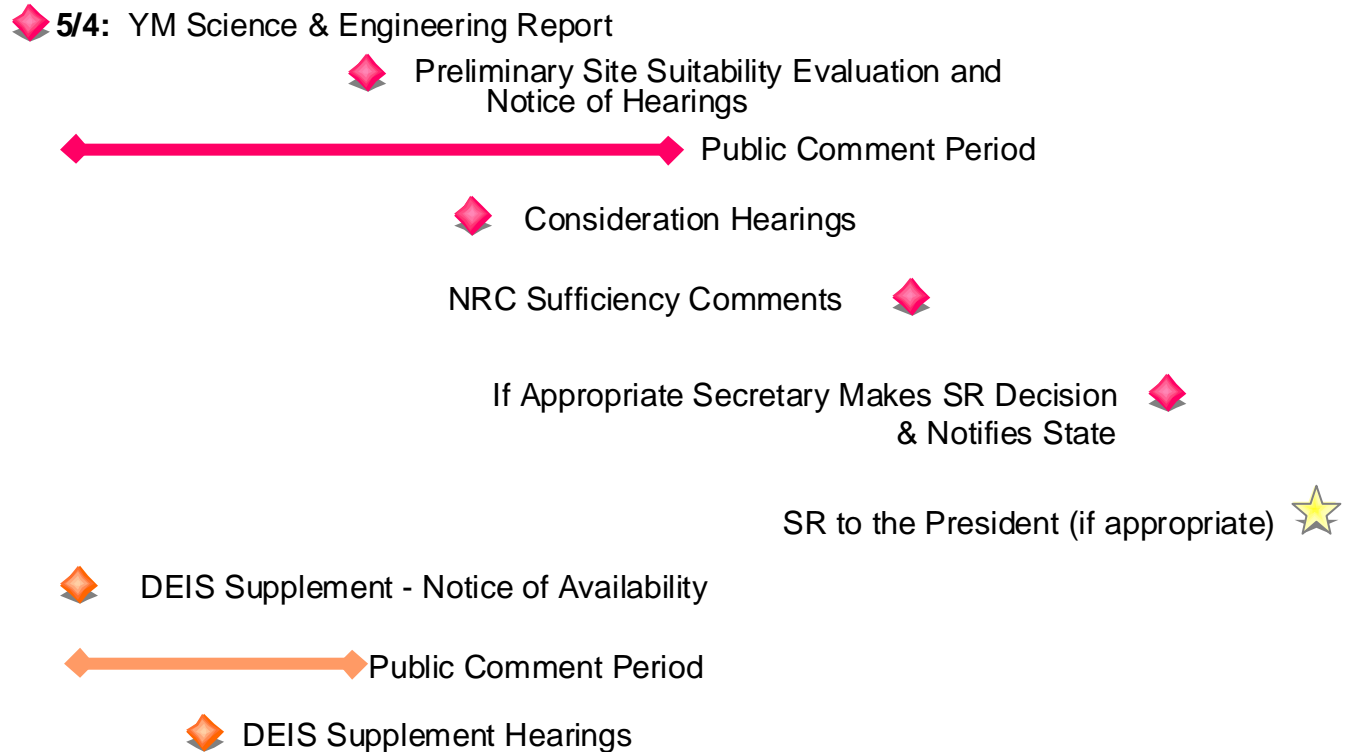 5/4: YM Science & Engineering Report
Preliminary Site Suitability Evaluation and
Notice of Hearings
Public Comment Period
Consideration Hearings
NRC Sufficiency Comments
If Appropriate Secretary Makes SR Decision
& Notifies State
SR to the President (if appropriate)
DEIS Supplement - Notice of Availability
Public Comment Period
DEIS Supplement Hearings